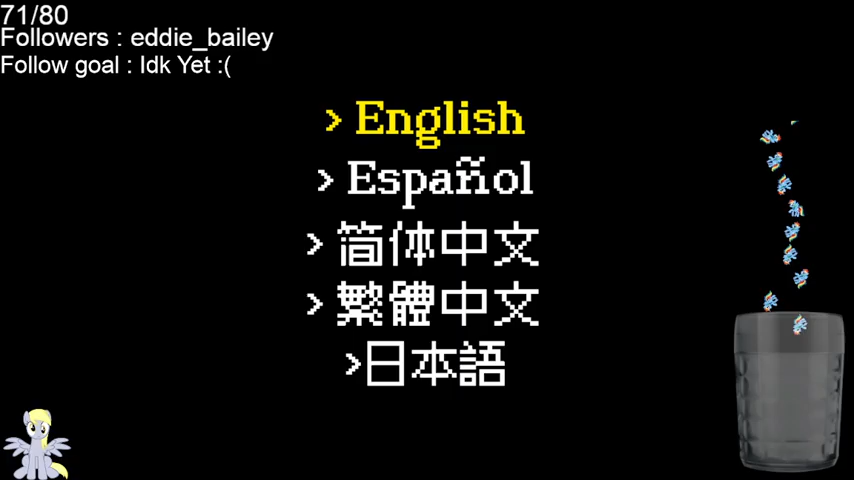 71/80
Followers : eddie_bailey
Follow goal : Idk Yet :(
> English
> Español
> 简体中文
> 繁體中文
>日本語